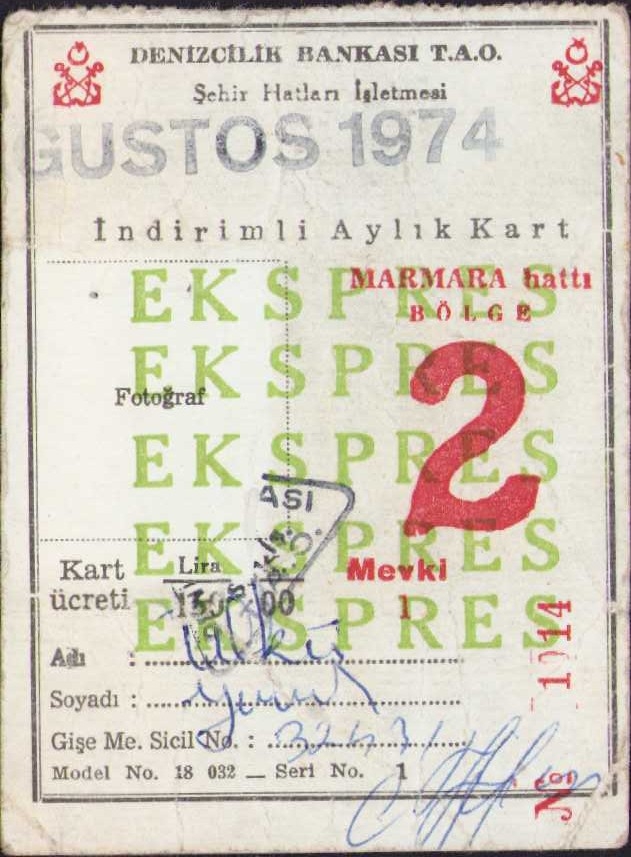 DENİZCİLİK BANKASI T.A.O.
Şehir Hatları İşletmesi
GUSTOS 1974
İndirimli Aylık Kart
MARMARA hattı
BÖLGE
EKSPRES
EKSPRES
Fotoğraf
2
EKSPRES
ASI
EKSPRES
Kart ücreti
Lira
150 00
Mevki
1
EKSPRES
Adı :
Soyadı :
Gişe Me. Sicil No. :
Model No. 18 032 — Seri No. 1
No 1014